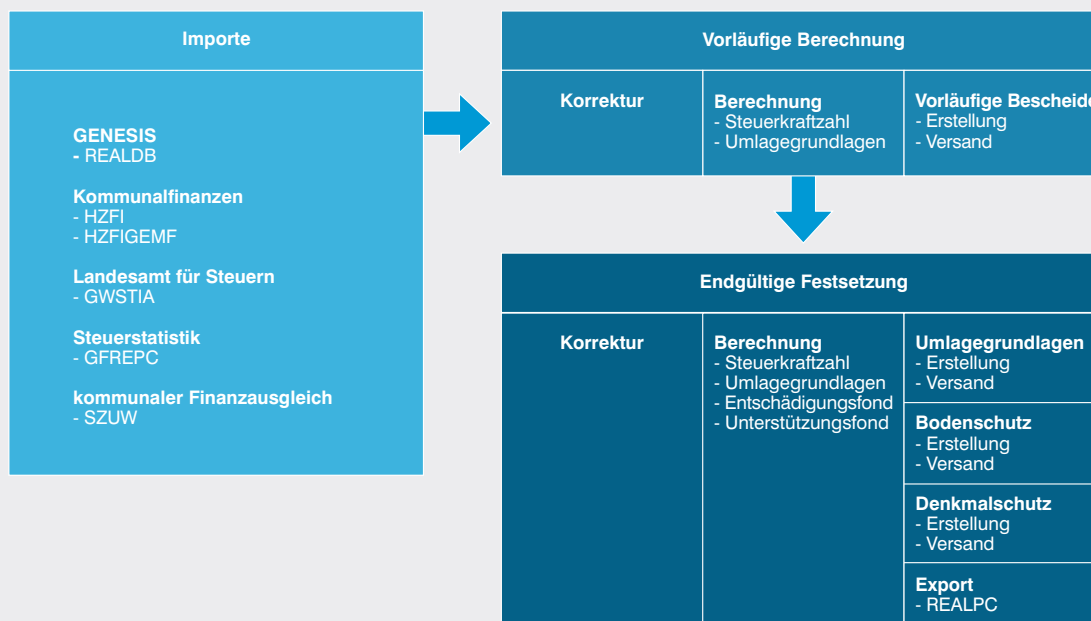 Importe
GENESIS
- REALDB
Kommunalfinanzen
- HZFI
- HZFIGEMF
Landesamt für Steuern
- GWSTIA
Steuerstatistik
- GFREPC
kommunaler Finanzausgleich
- SZUW
Vorläufige Berechnung
Korrektur
Berechnung
- Steuerkraftzahl
- Umlagegrundlagen
Vorläufige Bescheide
- Erstellung
- Versand
Endgültige Festsetzung
Korrektur
Berechnung
- Steuerkraftzahl
- Umlagegrundlagen
- Entschädigungsfond
- Unterstützungsfond
Umlagegrundlagen
- Erstellung
- Versand
Bodenschutz
- Erstellung
- Versand
Denkmalschutz
- Erstellung
- Versand
Export
- REALPC